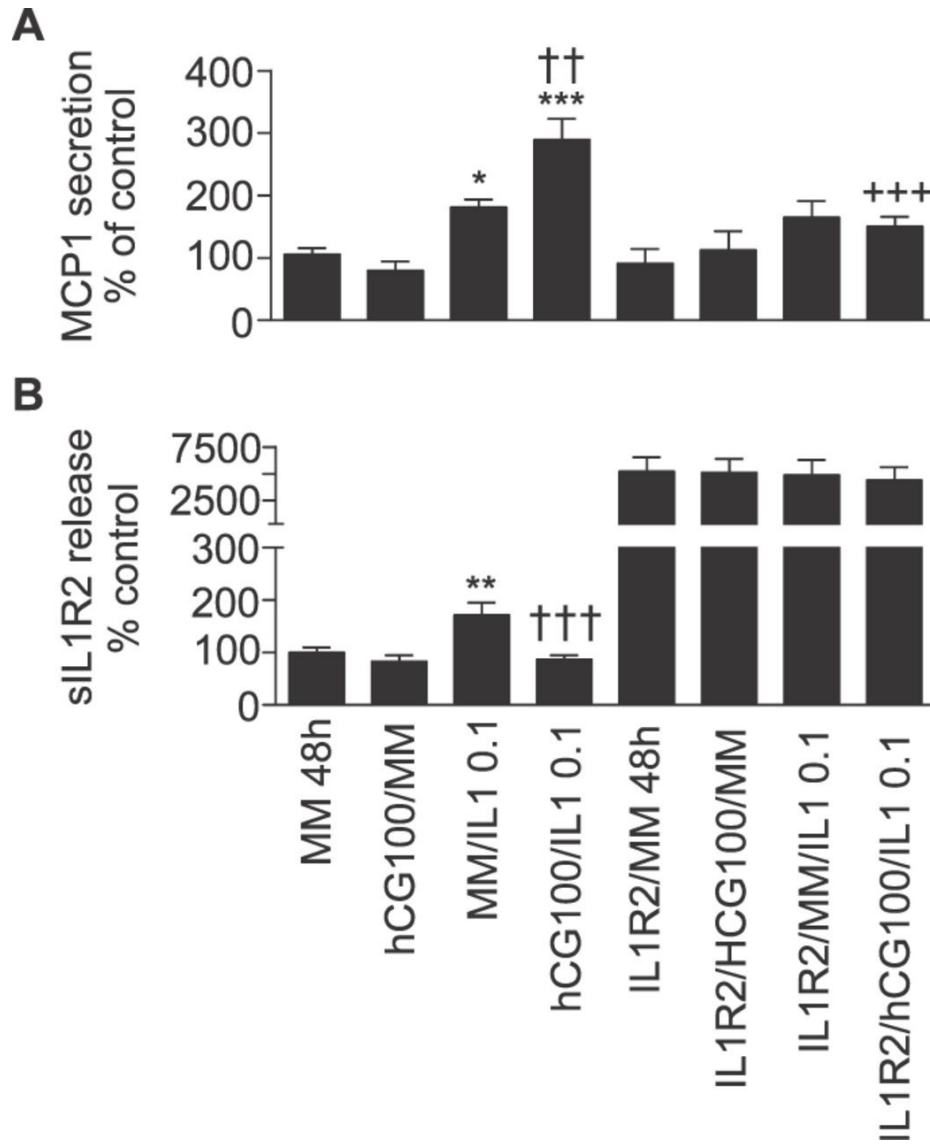 A
MCP1 secretion
% of control
400
300
200
100
0
*
††
***
+++
B
sIL1R2 release
% control
7500
2500
300
200
100
0
**
†††
MM 48h
hCG100/MM
MM/IL1 0.1
hCG100/IL1 0.1
IL1R2/MM 48h
IL1R2/HCG100/MM
IL1R2/MM/IL1 0.1
IL1R2/hCG100/IL1 0.1